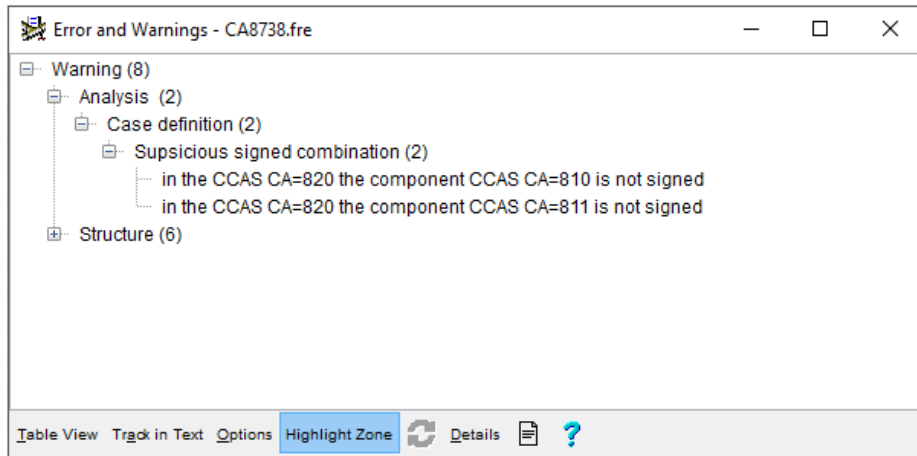 Error and Warnings - CA8738.fre
Warning (8)
Analysis (2)
Case definition (2)
Supsicious signed combination (2)
in the CCAS CA=820 the component CCAS CA=810 is not signed
in the CCAS CA=820 the component CCAS CA=811 is not signed
Structure (6)
Table View Track in Text Options Highlight Zone Details ?